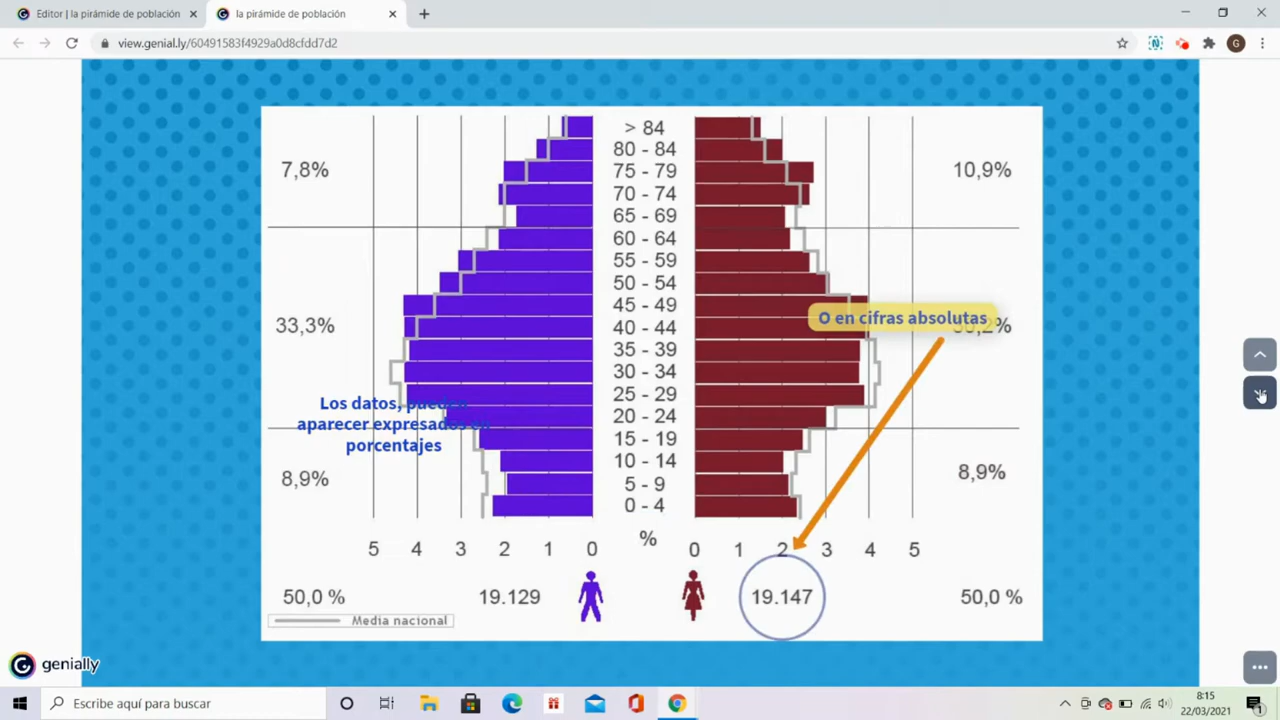 Editor | la pirámide de población
la pirámide de población
view.genial.ly/60491583f4929a0d8cfdd7d2
G
> 84
80 - 84
7,8%
75 - 79
10,9%
70 - 74
65 - 69
60 - 64
55 - 59
50 - 54
45 - 49
O en cifras absolutas
33,3%
40 - 44
35 - 39
30 - 34
25 - 29
Los datos, pueden
aparecer expresados en
porcentajes
20 - 24
15 - 19
10 - 14
8,9%
5 - 9
8,9%
0 - 4
%
5 4 3 2 1 0
0 1 2 3 4 5
50,0 %
19.129
19.147
50,0 %
Media nacional
genially
Escribe aquí para buscar
8:15
22/03/2021
1